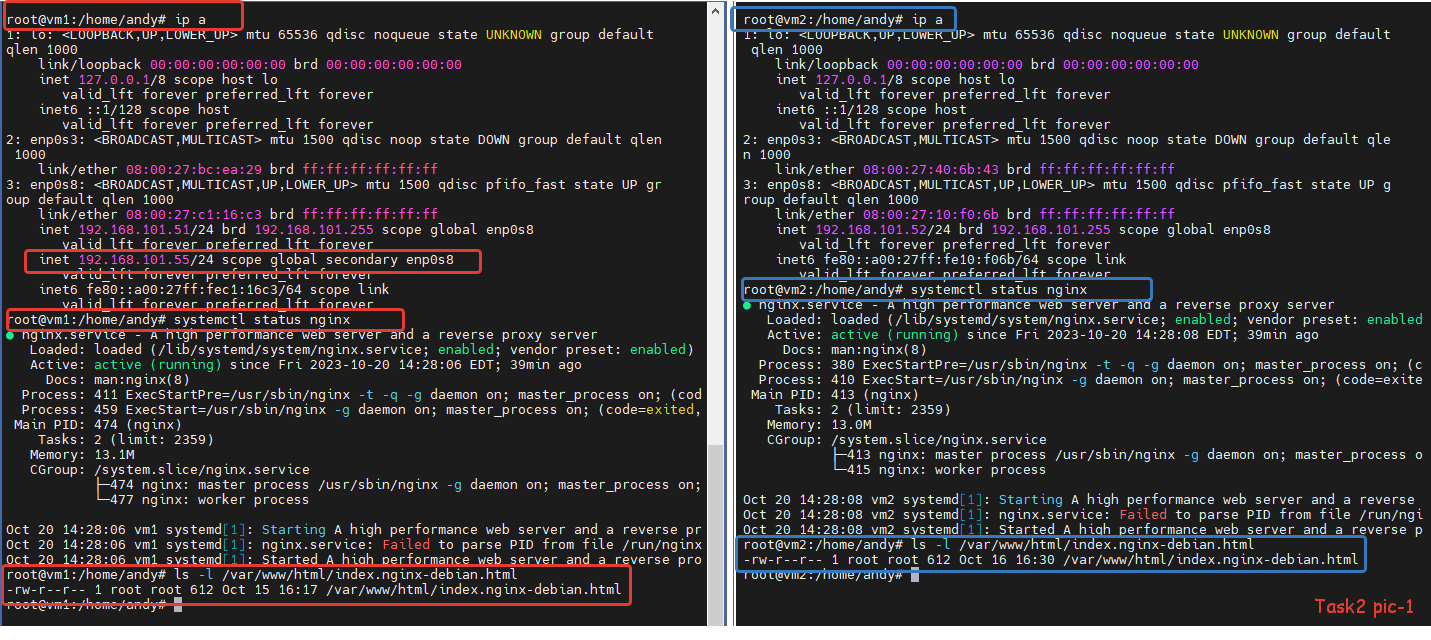 root@vm1:/home/andy# ip a
1: lo: <LOOPBACK,UP,LOWER_UP> mtu 65536 qdisc noqueue state UNKNOWN group default
qlen 1000
link/loopback 00:00:00:00:00:00 brd 00:00:00:00:00:00
inet 127.0.0.1/8 scope host lo
valid_lft forever preferred_lft forever
inet6 ::1/128 scope host
valid_lft forever preferred_lft forever
2: enp0s3: <BROADCAST,MULTICAST> mtu 1500 qdisc noop state DOWN group default qlen
1000
link/ether 08:00:27:bc:ea:29 brd ff:ff:ff:ff:ff:ff
3: enp0s8: <BROADCAST,MULTICAST,UP,LOWER_UP> mtu 1500 qdisc pfifo_fast state UP gr
oup default qlen 1000
link/ether 08:00:27:c1:16:c3 brd ff:ff:ff:ff:ff:ff
inet 192.168.101.51/24 brd 192.168.101.255 scope global enp0s8
valid_lft forever preferred_lft forever
inet 192.168.101.55/24 scope global secondary enp0s8
valid_lft forever preferred_lft forever
inet6 fe80::a00:27ff:fec1:16c3/64 scope link
valid_lft forever preferred_lft forever
root@vm1:/home/andy# systemctl status nginx
● nginx.service - A high performance web server and a reverse proxy server
Loaded: loaded (/lib/systemd/system/nginx.service; enabled; vendor preset: enabled)
Active: active (running) since Fri 2023-10-20 14:28:06 EDT; 39min ago
Docs: man:nginx(8)
Process: 411 ExecStartPre=/usr/sbin/nginx -t -q -g daemon on; master_process on; (cod
Process: 459 ExecStart=/usr/sbin/nginx -g daemon on; master_process on; (code=exited,
Main PID: 474 (nginx)
Tasks: 2 (limit: 2359)
Memory: 13.1M
CGroup: /system.slice/nginx.service
├─474 nginx: master process /usr/sbin/nginx -g daemon on; master_process on;
└─477 nginx: worker process
Oct 20 14:28:06 vm1 systemd[1]: Starting A high performance web server and a reverse pr
Oct 20 14:28:06 vm1 systemd[1]: nginx.service: Failed to parse PID from file /run/nginx
Oct 20 14:28:06 vm1 systemd[1]: Started A high performance web server and a reverse pro
root@vm1:/home/andy# ls -l /var/www/html/index.nginx-debian.html
-rw-r--r-- 1 root root 612 Oct 15 16:17 /var/www/html/index.nginx-debian.html
root@vm1:/home/andy#
root@vm2:/home/andy# ip a
1: lo: <LOOPBACK,UP,LOWER_UP> mtu 65536 qdisc noqueue state UNKNOWN group default
qlen 1000
link/loopback 00:00:00:00:00:00 brd 00:00:00:00:00:00
inet 127.0.0.1/8 scope host lo
valid_lft forever preferred_lft forever
inet6 ::1/128 scope host
valid_lft forever preferred_lft forever
2: enp0s3: <BROADCAST,MULTICAST> mtu 1500 qdisc noop state DOWN group default qle
n 1000
link/ether 08:00:27:40:6b:43 brd ff:ff:ff:ff:ff:ff
3: enp0s8: <BROADCAST,MULTICAST,UP,LOWER_UP> mtu 1500 qdisc pfifo_fast state UP g
roup default qlen 1000
link/ether 08:00:27:10:f0:6b brd ff:ff:ff:ff:ff:ff
inet 192.168.101.52/24 brd 192.168.101.255 scope global enp0s8
valid_lft forever preferred_lft forever
inet6 fe80::a00:27ff:fe10:f06b/64 scope link
valid_lft forever preferred_lft forever
root@vm2:/home/andy# systemctl status nginx
● nginx.service - A high performance web server and a reverse proxy server
Loaded: loaded (/lib/systemd/system/nginx.service; enabled; vendor preset: enabled
Active: active (running) since Fri 2023-10-20 14:28:08 EDT; 39min ago
Docs: man:nginx(8)
Process: 380 ExecStartPre=/usr/sbin/nginx -t -q -g daemon on; master_process on; (c
Process: 410 ExecStart=/usr/sbin/nginx -g daemon on; master_process on; (code=exite
Main PID: 413 (nginx)
Tasks: 2 (limit: 2359)
Memory: 13.0M
CGroup: /system.slice/nginx.service
├─413 nginx: master process /usr/sbin/nginx -g daemon on; master_process o
└─415 nginx: worker process
Oct 20 14:28:08 vm2 systemd[1]: Starting A high performance web server and a reverse
Oct 20 14:28:08 vm2 systemd[1]: nginx.service: Failed to parse PID from file /run/ngi
Oct 20 14:28:08 vm2 systemd[1]: Started A high performance web server and a reverse p
root@vm2:/home/andy# ls -l /var/www/html/index.nginx-debian.html
-rw-r--r-- 1 root root 612 Oct 16 16:30 /var/www/html/index.nginx-debian.html
root@vm2:/home/andy#
Task2 pic-1